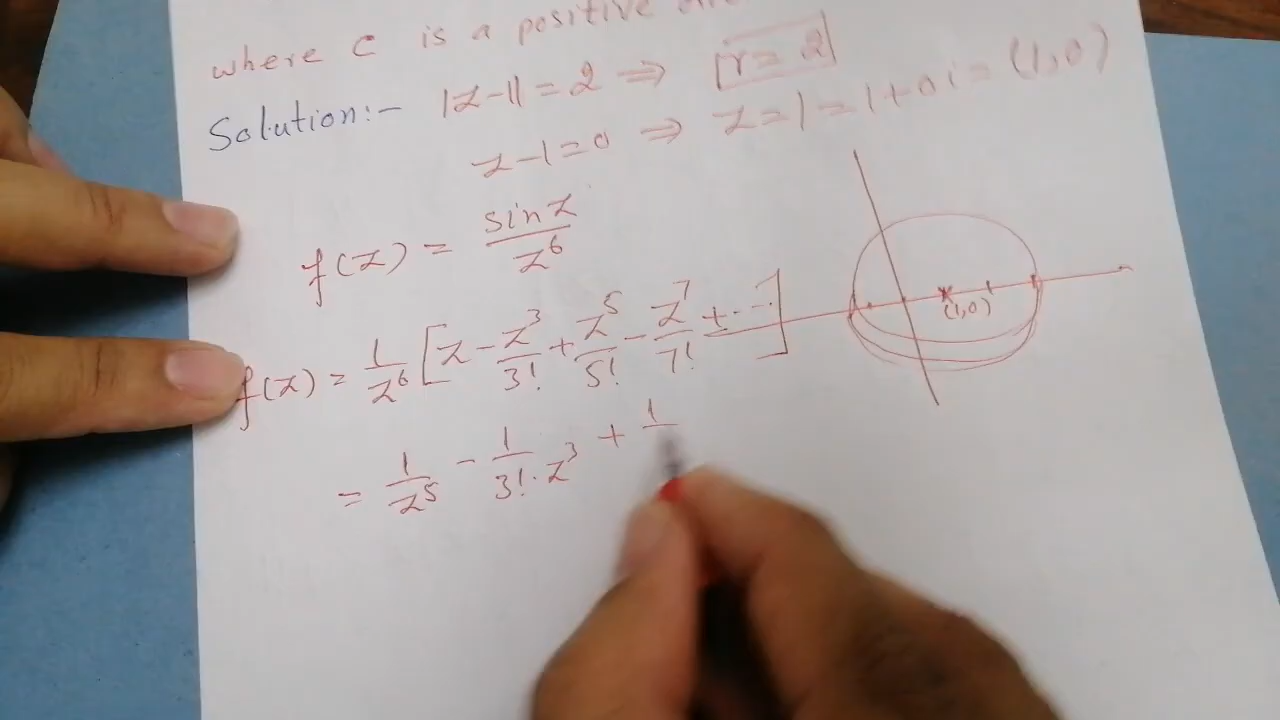 where C is a positive
Solution:- |z-1| = 2 ⇒ r = 2
z-1=0 ⇒ z=1=1+0i=(1,0)
f(z) = sin z / z^6
(1,0)
f(z) = 1/z^6 [z - z^3/3! + z^5/5! - z^7/7! + ...]
= 1/z^5 - 1/(3!.z^3) + 1